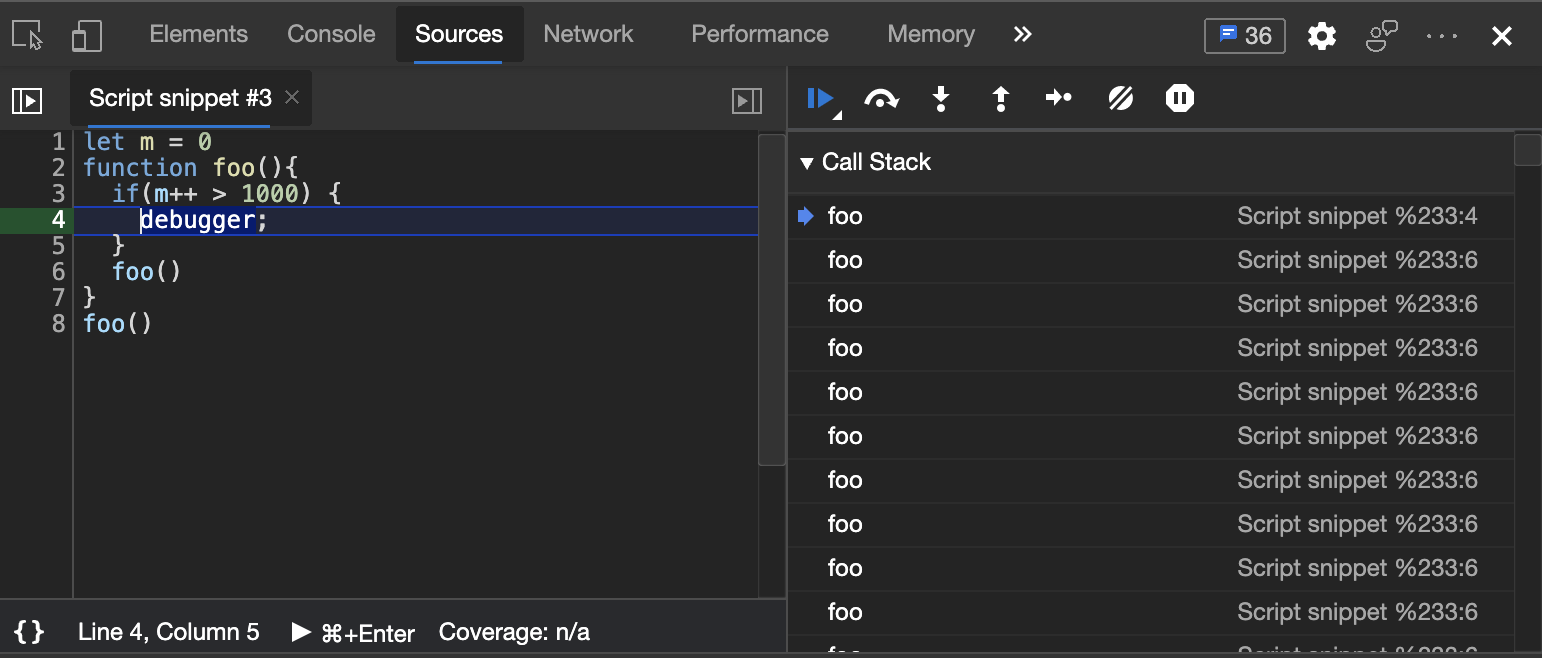 Elements Console Sources Network Performance Memory » 36
Script snippet #3
1 let m = 0
2 function foo(){
3 if(m++ > 1000) {
4 debugger;
5 }
6 foo()
7 }
8 foo()
{} Line 4, Column 5 ⌘+Enter Coverage: n/a
Call Stack
foo Script snippet %233:4
foo Script snippet %233:6
foo Script snippet %233:6
foo Script snippet %233:6
foo Script snippet %233:6
foo Script snippet %233:6
foo Script snippet %233:6
foo Script snippet %233:6
foo Script snippet %233:6
foo Script snippet %233:6